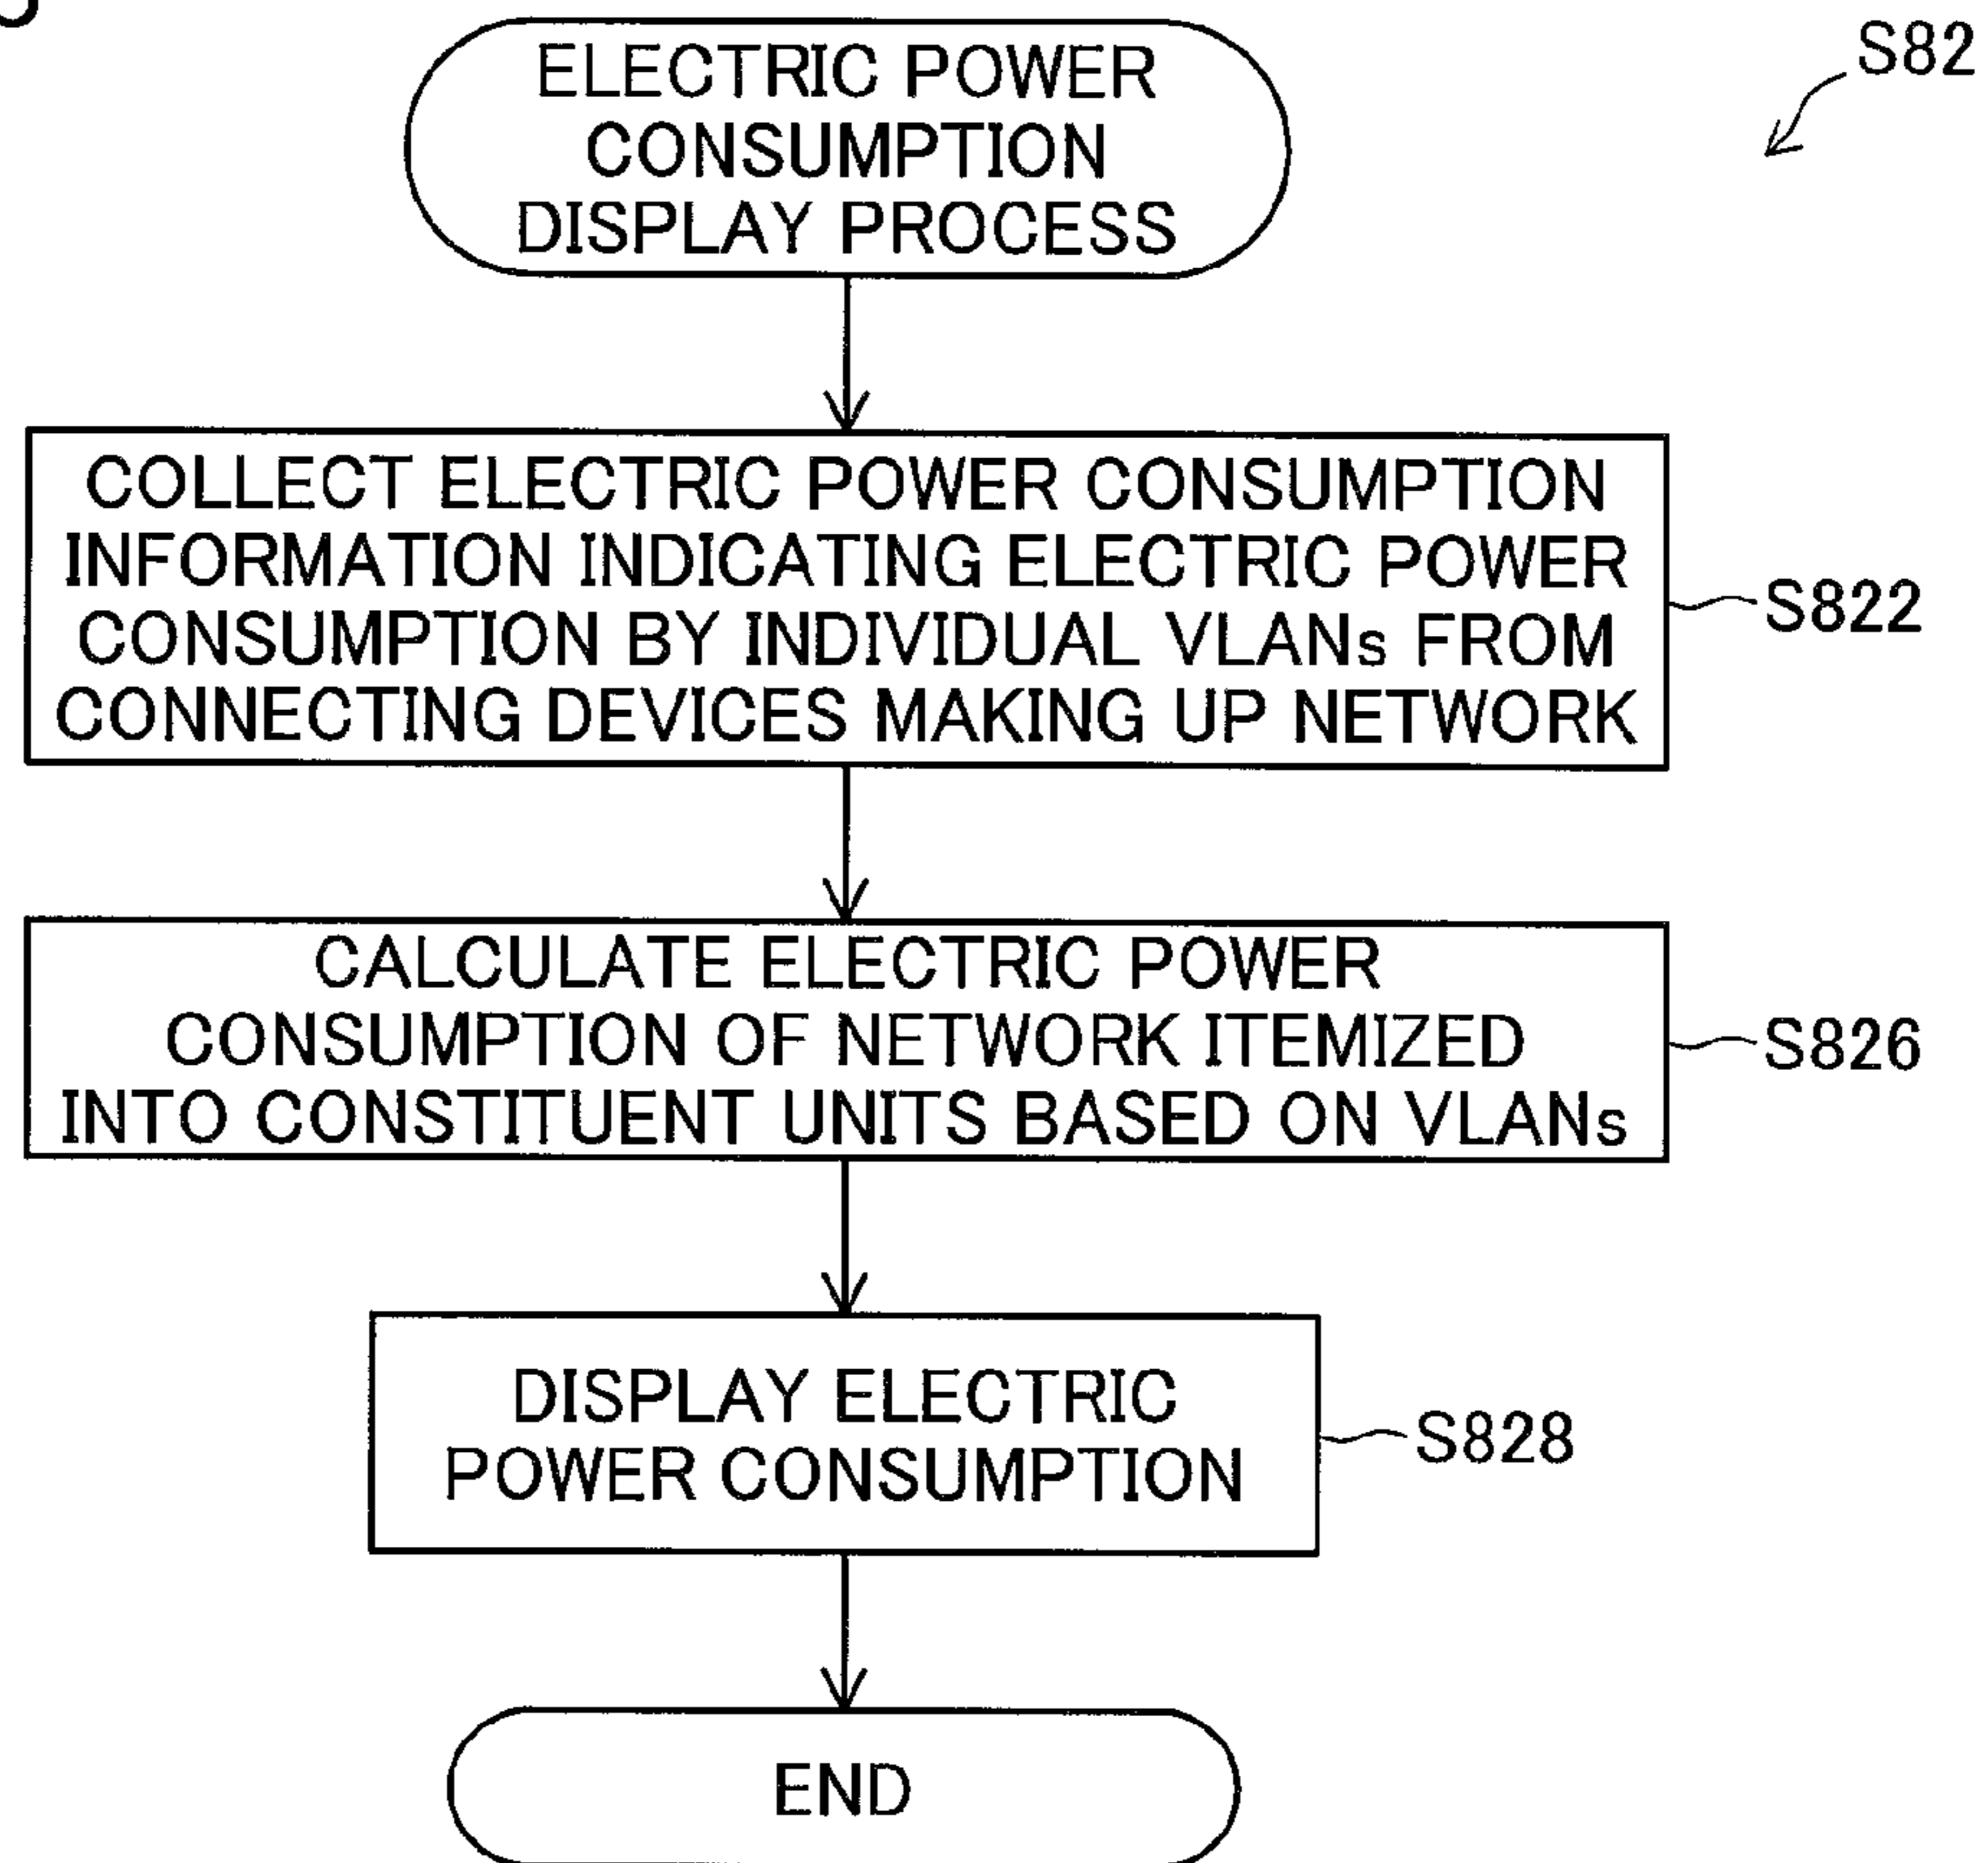 S82
ELECTRIC POWER
CONSUMPTION
DISPLAY PROCESS
COLLECT ELECTRIC POWER CONSUMPTION
INFORMATION INDICATING ELECTRIC POWER
CONSUMPTION BY INDIVIDUAL VLANs FROM
CONNECTING DEVICES MAKING UP NETWORK
S822
CALCULATE ELECTRIC POWER
CONSUMPTION OF NETWORK ITEMIZED
INTO CONSTITUENT UNITS BASED ON VLANs
S826
DISPLAY ELECTRIC
POWER CONSUMPTION
S828
END